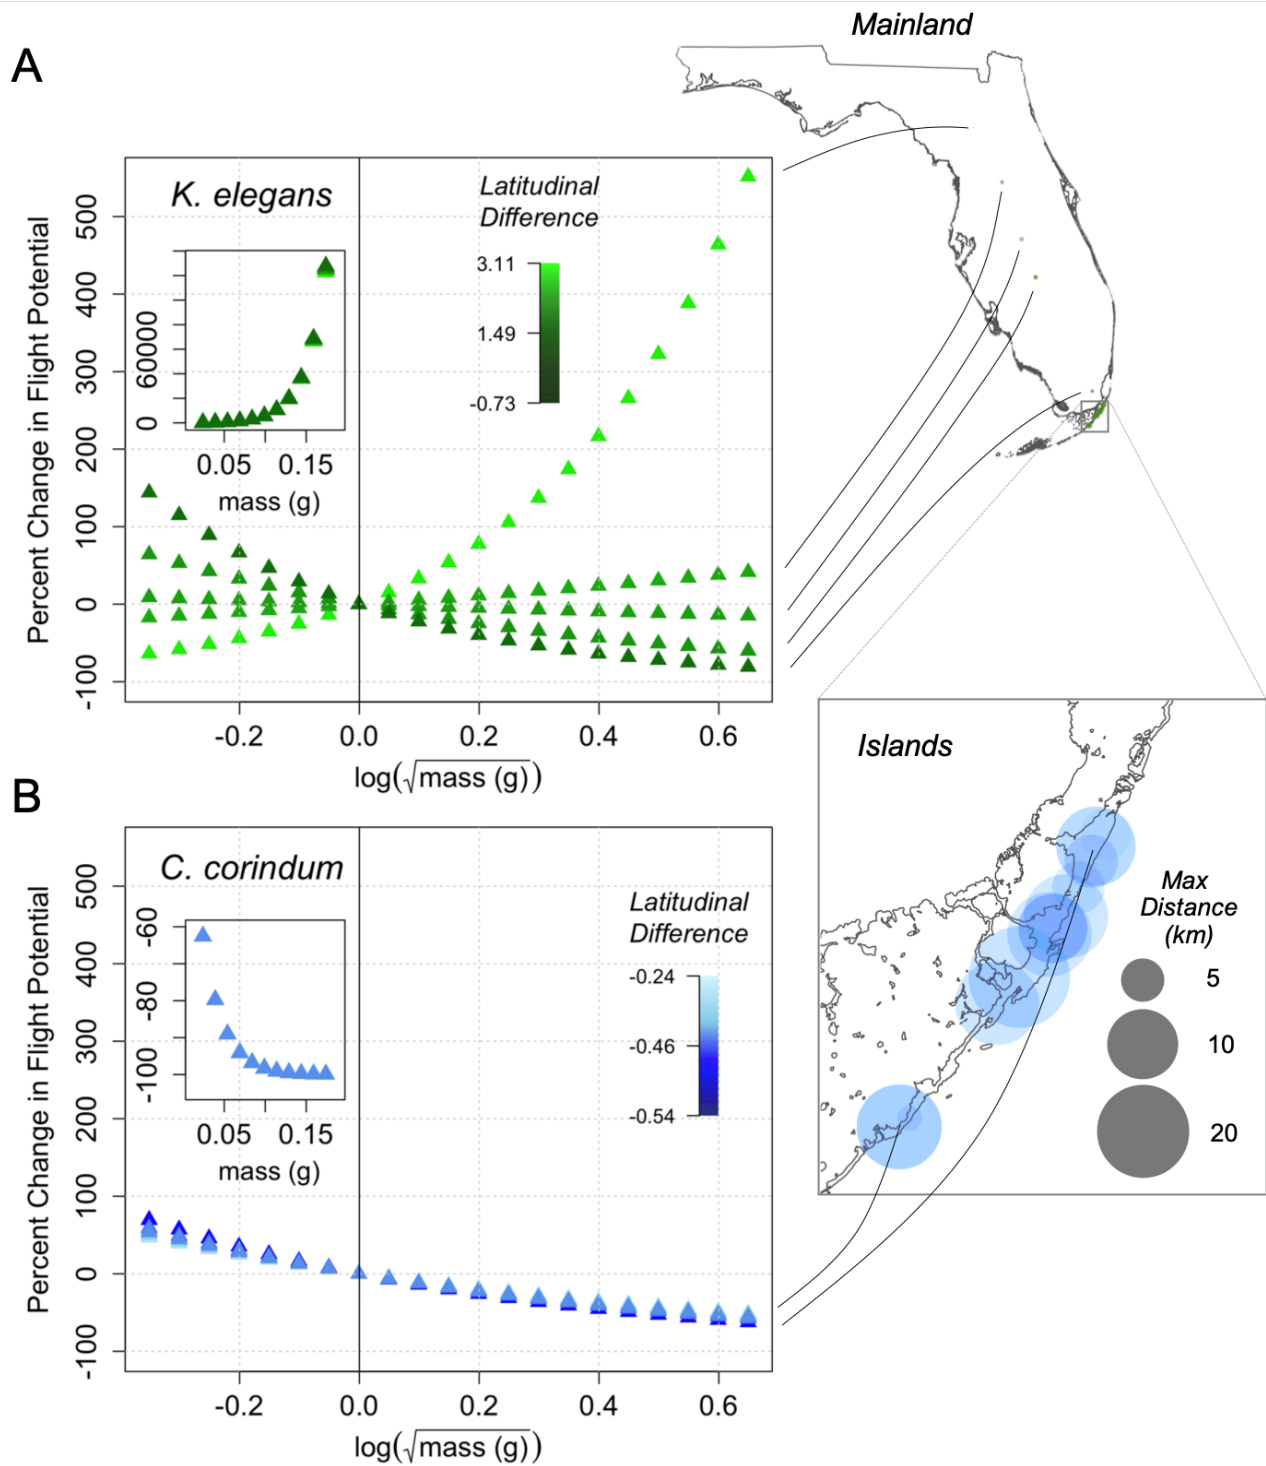 Mainland
A
Percent Change in Flight Potential
500
400
300
200
100
0
-100
K. elegans
60000
0
0.05
0.15
mass (g)
Latitudinal
Difference
3.11
1.49
-0.73
-0.2
0.0
0.2
0.4
0.6
log(√mass (g))
B
Percent Change in Flight Potential
500
400
300
200
100
0
-100
C. corindum
-60
-80
-100
0.05
0.15
mass (g)
Latitudinal
Difference
-0.24
-0.46
-0.54
-0.2
0.0
0.2
0.4
0.6
log(√mass (g))
Islands
Max
Distance
(km)
5
10
20